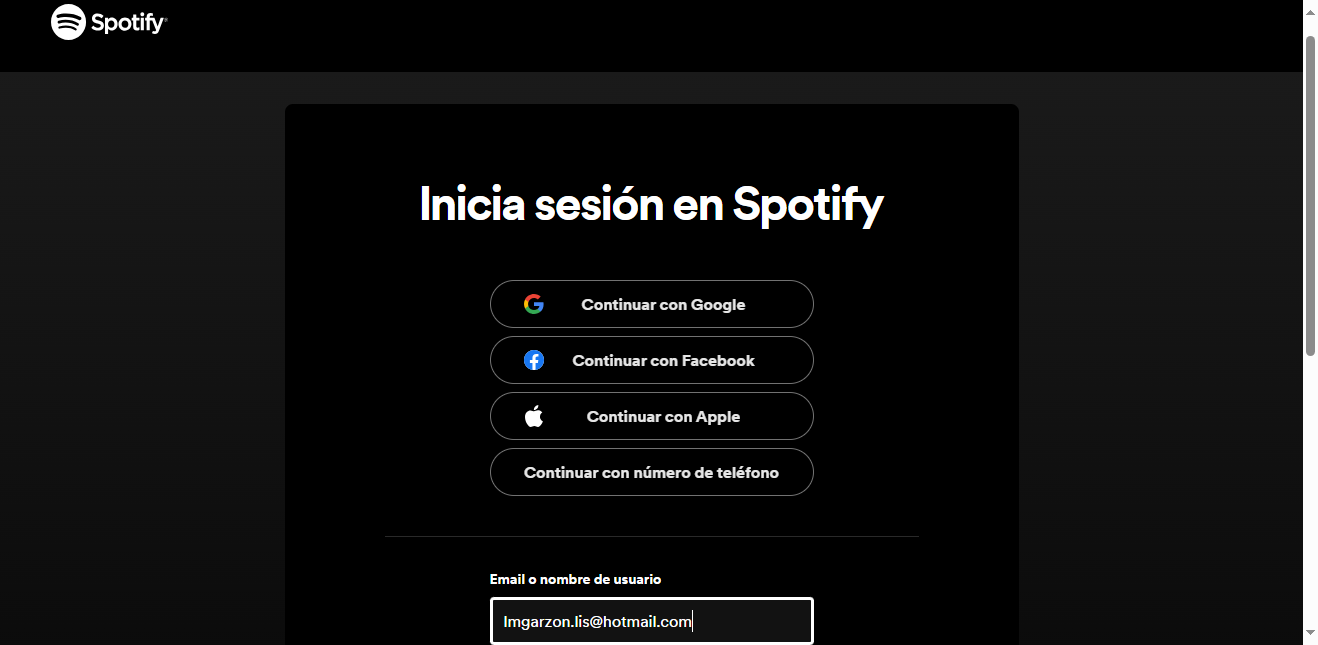 Spotify
Inicia sesión en Spotify
Continuar con Google
Continuar con Facebook
Continuar con Apple
Continuar con número de teléfono
Email o nombre de usuario
lmgarzon.lis@hotmail.com